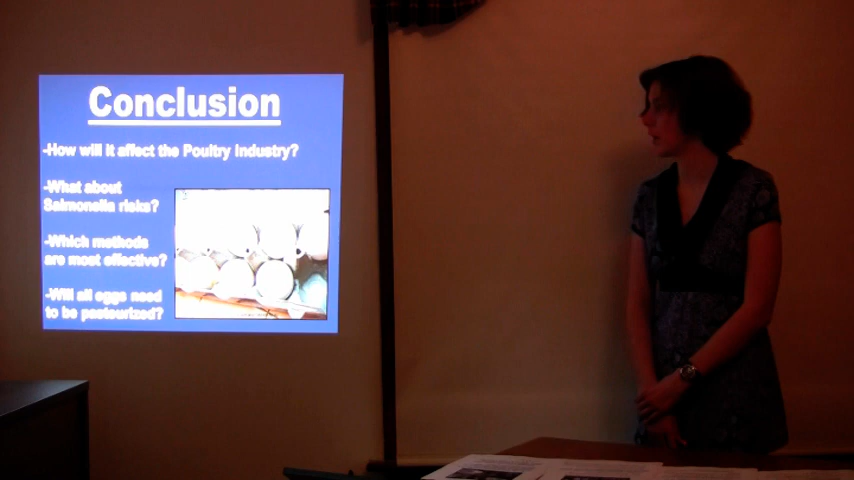 Conclusion
-How will it affect the Poultry Industry?
-What about
Salmonella risks?
-Which methods
are most effective?
-Will all eggs need
to be pasteurized?